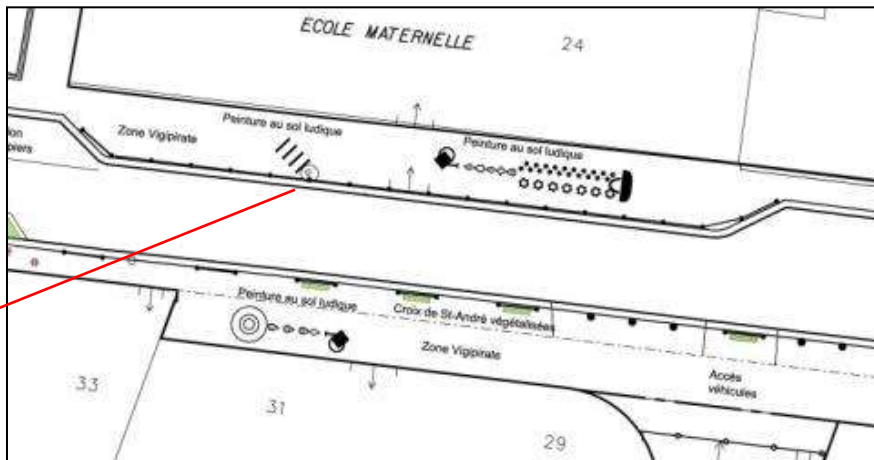 ECOLE MATERNELLE
24
Peinture au sol ludique
Zone Vigipirate
Peinture au sol ludique
Peinture au sol ludique
Croix de St-André végétalisées
Zone Vigipirate
Accès
véhicules
33
31
29